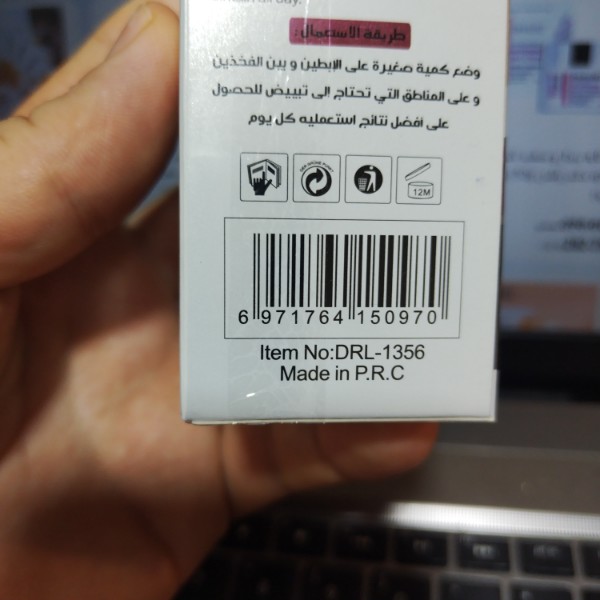 طريقة الاستعمال :
وضع كمية صغيرة على الإبطين و بين الفخذين
و على المناطق التي تحتاج الى تبييض للحصول
على افضل نتائج استعمليه كل يوم
12M
6 971764 150970
Item No:DRL-1356
Made in P.R.C